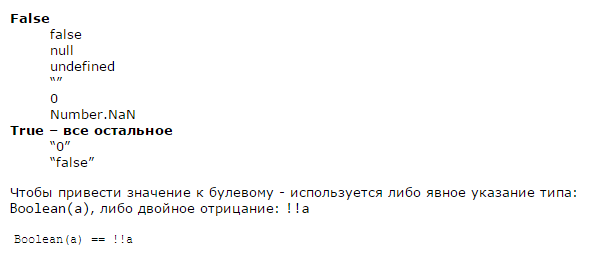 False
false
null
undefined
“”
0
Number.NaN
True – все остальное
“0”
“false”
Чтобы привести значение к булевому - используется либо явное указание типа:
Boolean(a), либо двойное отрицание: !!a
Boolean(a) == !!a